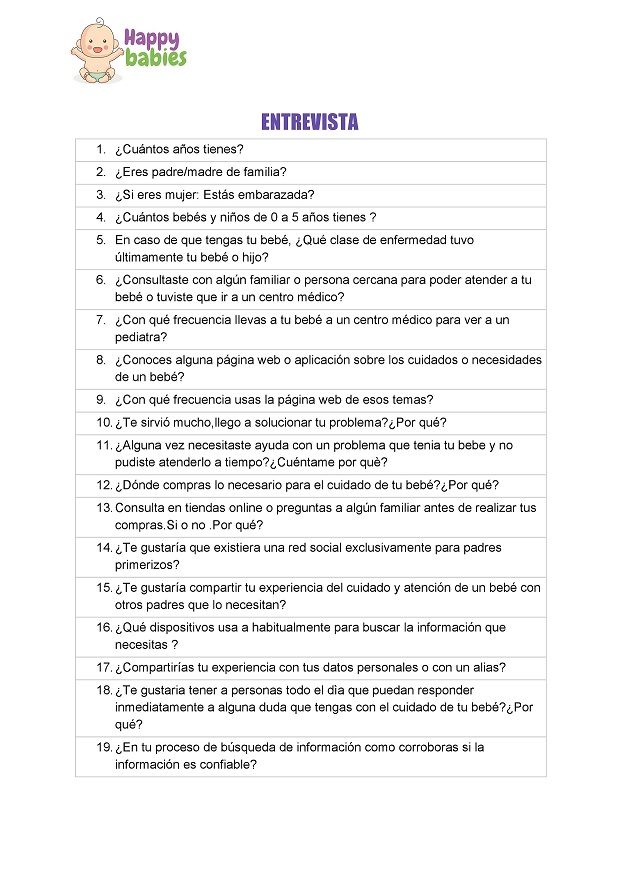 Happy
babies
ENTREVISTA
1. ¿Cuántos años tienes?
2. ¿Eres padre/madre de familia?
3. ¿Si eres mujer: Estás embarazada?
4. ¿Cuántos bebés y niños de 0 a 5 años tienes ?
5. En caso de que tengas tu bebé, ¿Qué clase de enfermedad tuvo
últimamente tu bebé o hijo?
6. ¿Consultaste con algún familiar o persona cercana para poder atender a tu
bebé o tuviste que ir a un centro médico?
7. ¿Con qué frecuencia llevas a tu bebé a un centro médico para ver a un
pediatra?
8. ¿Conoces alguna página web o aplicación sobre los cuidados o necesidades
de un bebé?
9. ¿Con qué frecuencia usas la página web de esos temas?
10. ¿Te sirvió mucho,llego a solucionar tu problema?¿Por qué?
11. ¿Alguna vez necesitaste ayuda con un problema que tenia tu bebe y no
pudiste atenderlo a tiempo?¿Cuéntame por què?
12. ¿Dónde compras lo necesario para el cuidado de tu bebé?¿Por qué?
13. Consulta en tiendas online o preguntas a algún familiar antes de realizar tus
compras.Si o no .Por qué?
14. ¿Te gustaría que existiera una red social exclusivamente para padres
primerizos?
15. ¿Te gustaría compartir tu experiencia del cuidado y atención de un bebé con
otros padres que lo necesitan?
16. ¿Qué dispositivos usa a habitualmente para buscar la información que
necesitas ?
17. ¿Compartirías tu experiencia con tus datos personales o con un alias?
18. ¿Te gustaria tener a personas todo el dìa que puedan responder
inmediatamente a alguna duda que tengas con el cuidado de tu bebé?¿Por
qué?
19. ¿En tu proceso de búsqueda de información como corroboras si la
información es confiable?